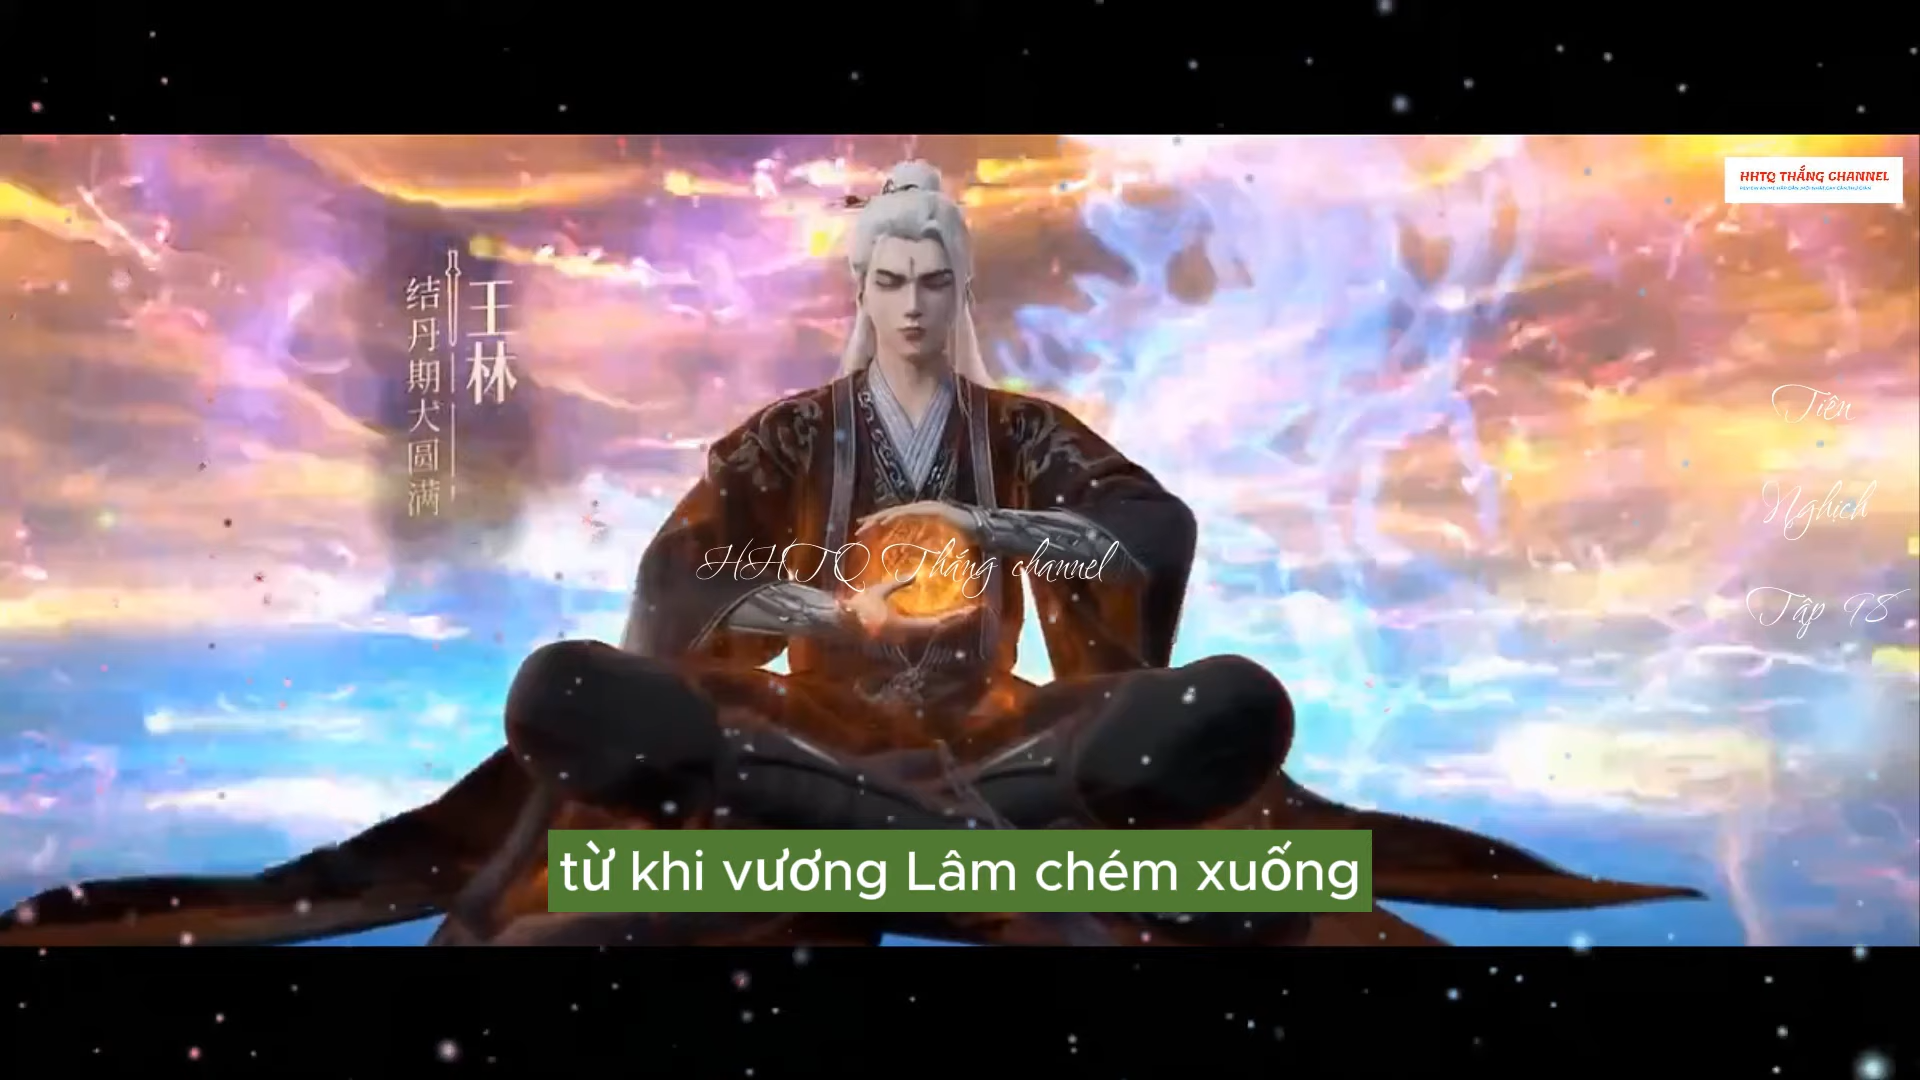 HHTQ THẮNG CHANNEL
王林
结丹期大圆满
Tiên
Nghịch
Tập 98
HHTQ Thắng channel
từ khi vương Lâm chém xuống